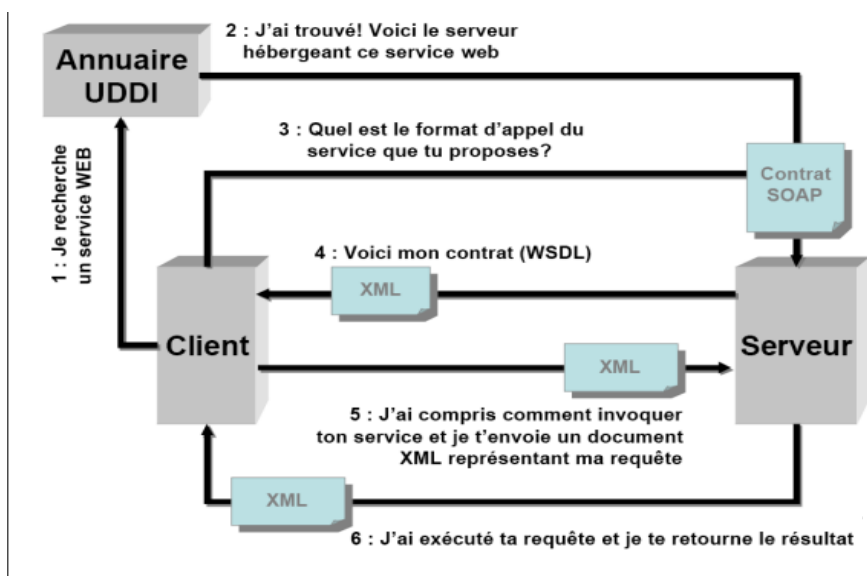 2 : J'ai trouvé! Voici le serveur
hébergeant ce service web
Annuaire
UDDI
3 : Quel est le format d'appel du
service que tu proposes?
Contrat
SOAP
1 : Je recherche
un service WEB
4 : Voici mon contrat (WSDL)
XML
Client
Serveur
XML
5 : J'ai compris comment invoquer
ton service et je t'envoie un document
XML représentant ma requête
XML
6 : J'ai exécuté ta requête et je te retourne le résultat